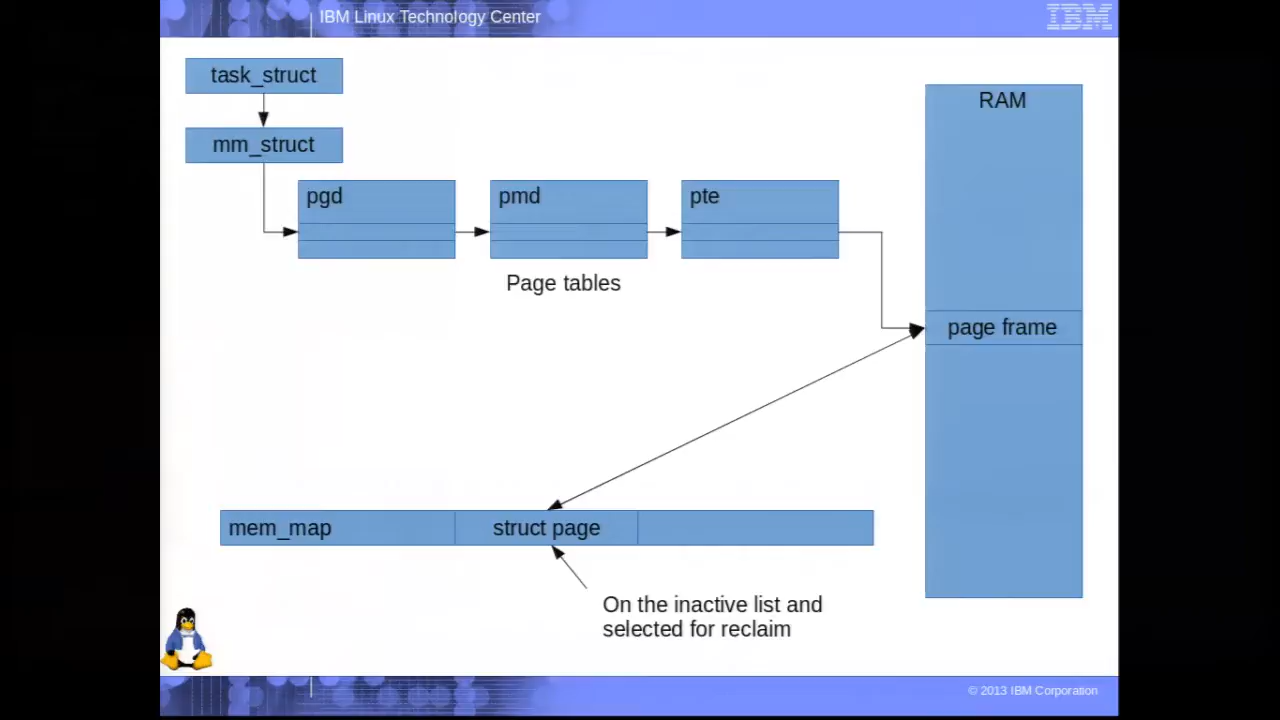 IBM Linux Technology Center
IBM
task_struct
mm_struct
RAM
pgd
pmd
pte
Page tables
page frame
mem_map
struct page
On the inactive list and
selected for reclaim
© 2013 IBM Corporation